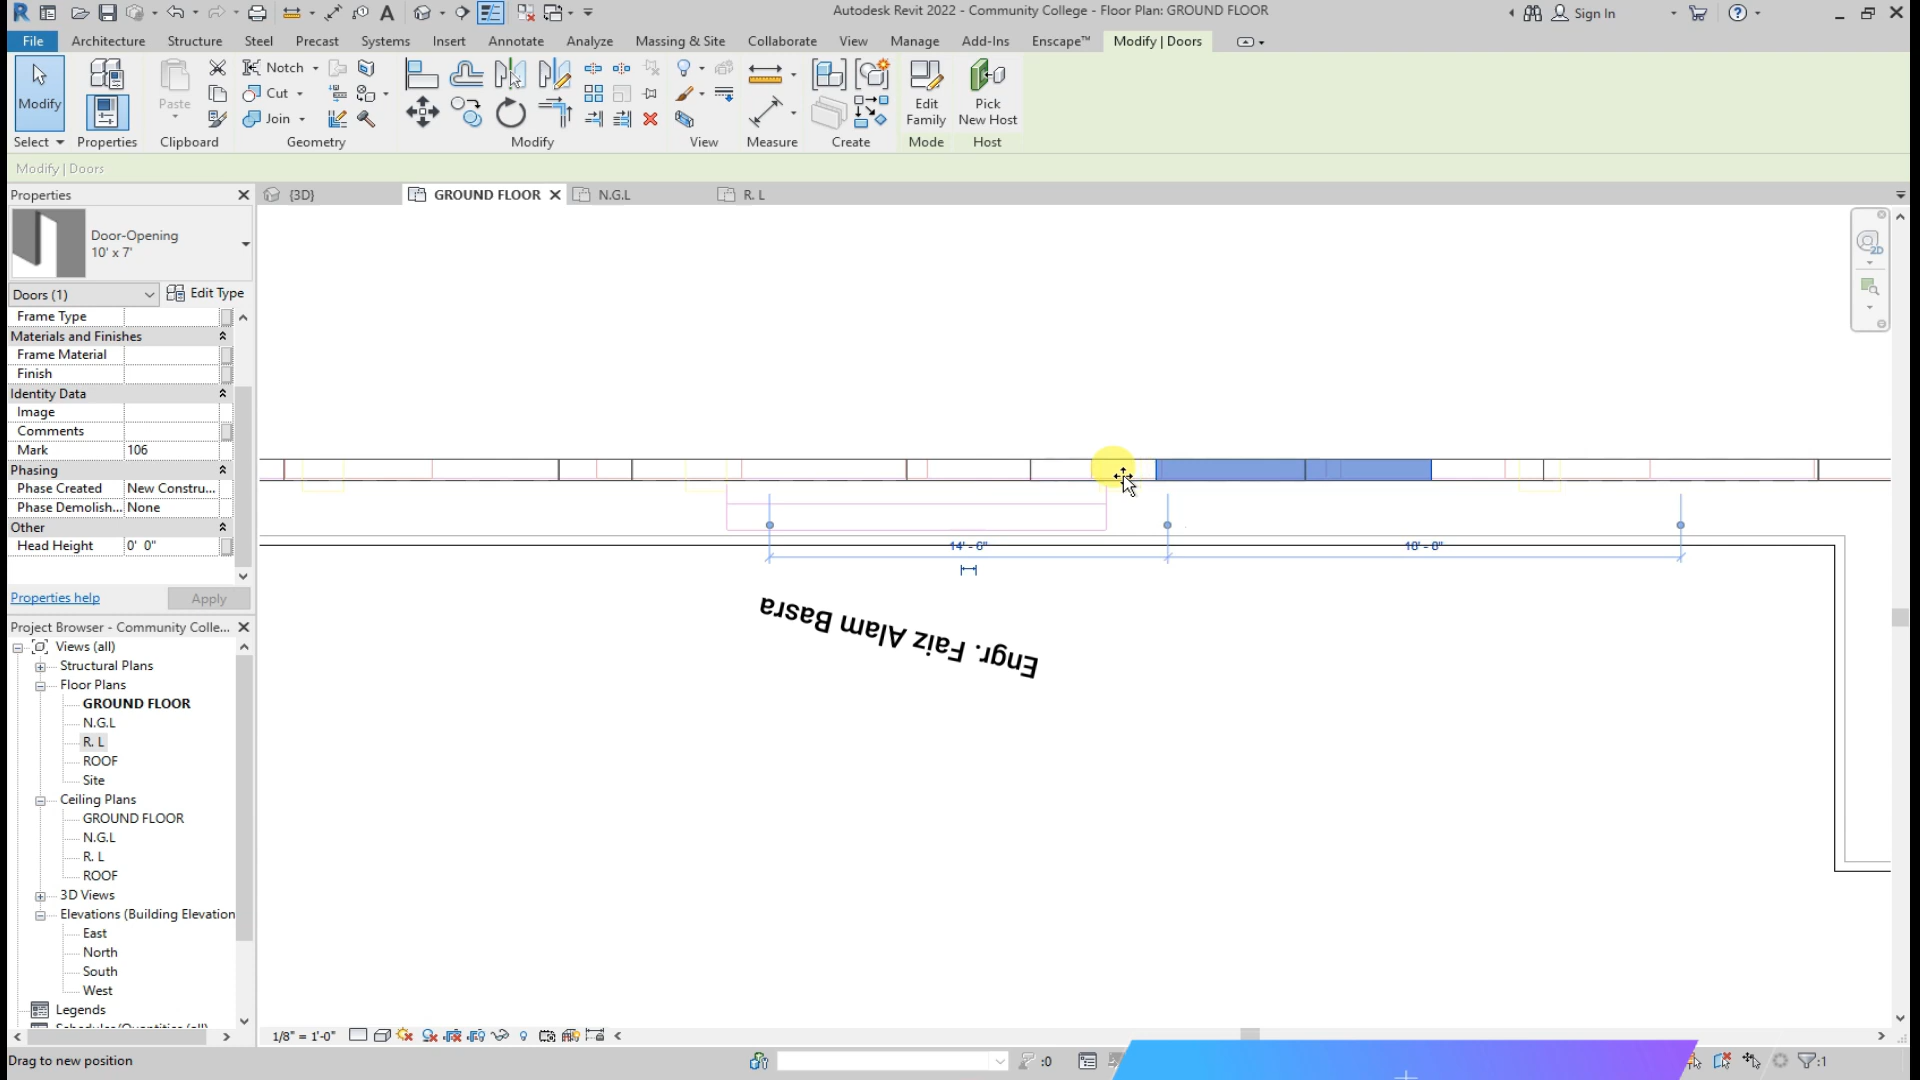 Autodesk Revit 2022 - Community College - Floor Plan: GROUND FLOOR
Sign In
File Architecture Structure Steel Precast Systems Insert Annotate Analyze Massing & Site Collaborate View Manage Add-Ins Enscape™ Modify | Doors
Modify
Paste
Notch
Cut
Join
Edit Family
Pick New Host
Select Properties Clipboard Geometry Modify View Measure Create Mode Host
Modify | Doors
Properties
{3D} GROUND FLOOR N.G.L R. L
Door-Opening
10' x 7'
Doors (1) Edit Type
Frame Type
Materials and Finishes
Frame Material
Finish
Identity Data
Image
Comments
Mark 106
Phasing
Phase Created New Constru...
Phase Demolish... None
Other
Head Height 0' 0"
Properties help Apply
Project Browser - Community Colle...
Views (all)
Structural Plans
Floor Plans
GROUND FLOOR
N.G.L
R. L
ROOF
Site
Ceiling Plans
GROUND FLOOR
N.G.L
R. L
ROOF
3D Views
Elevations (Building Elevation
East
North
South
West
Legends
14' - 6"
Engr. Faiz Alam Basra
2D
1/8" = 1'-0"
Drag to new position
:0
:1